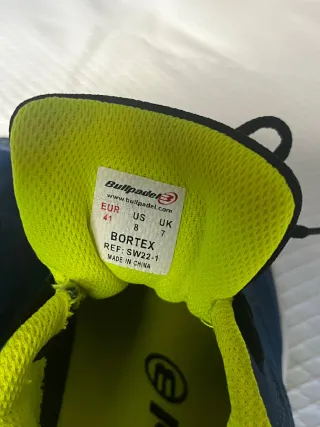 Bullpadel
www.bullpadel.com
EUR US UK
41 8 7
BORTEX
REF: SW22-1
MADE IN CHINA